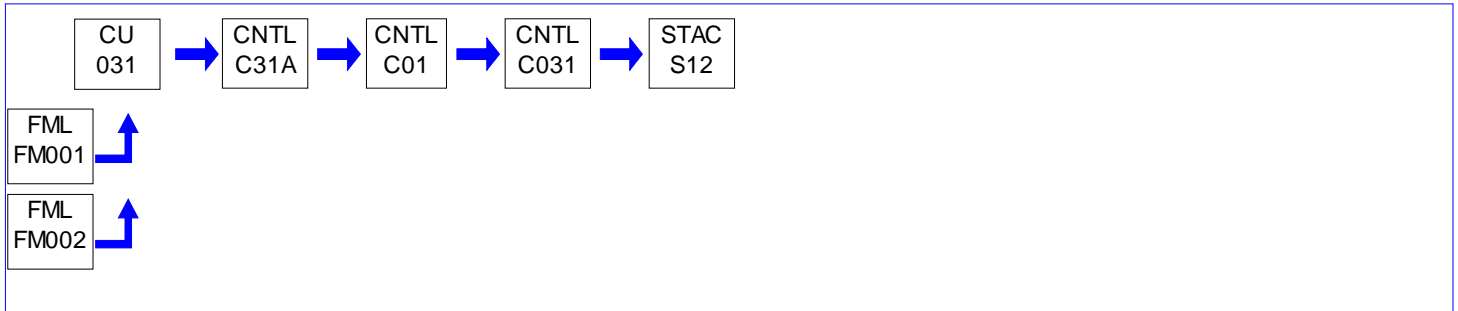 CU
031
CNTL
C31A
CNTL
C01
CNTL
C031
STAC
S12
FML
FM001
FML
FM002